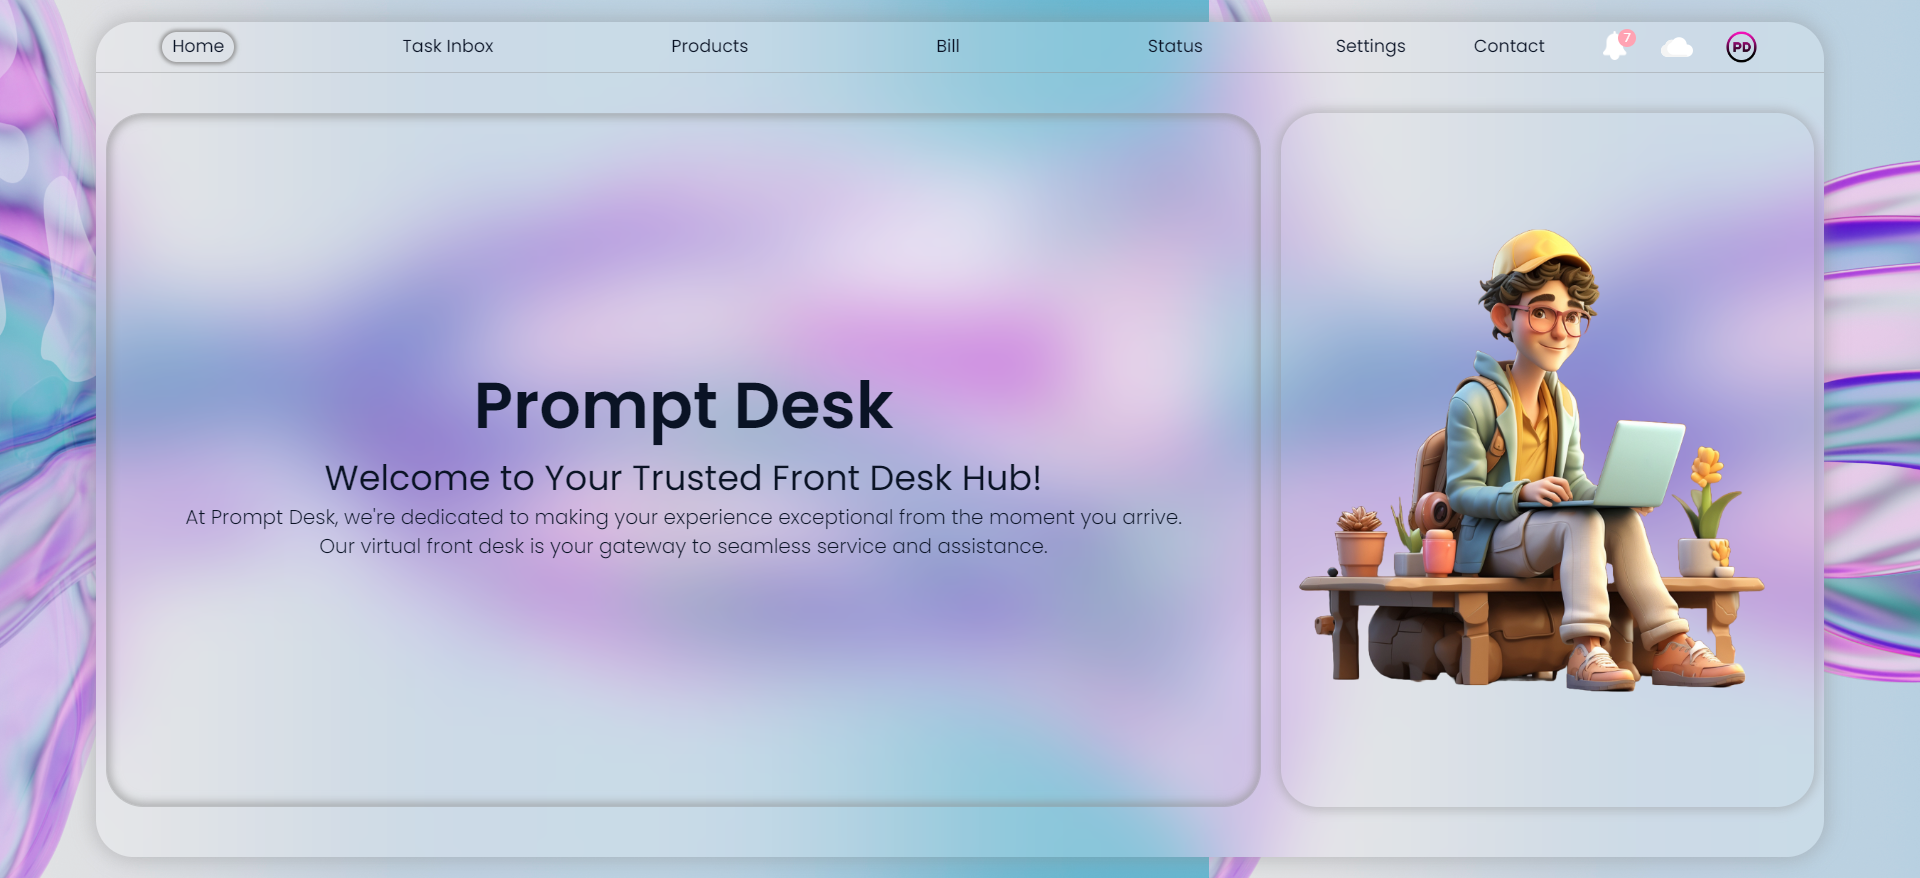 Home Task Inbox Products Bill Status Settings Contact 7 PD
Prompt Desk
Welcome to Your Trusted Front Desk Hub!
At Prompt Desk, we're dedicated to making your experience exceptional from the moment you arrive.
Our virtual front desk is your gateway to seamless service and assistance.